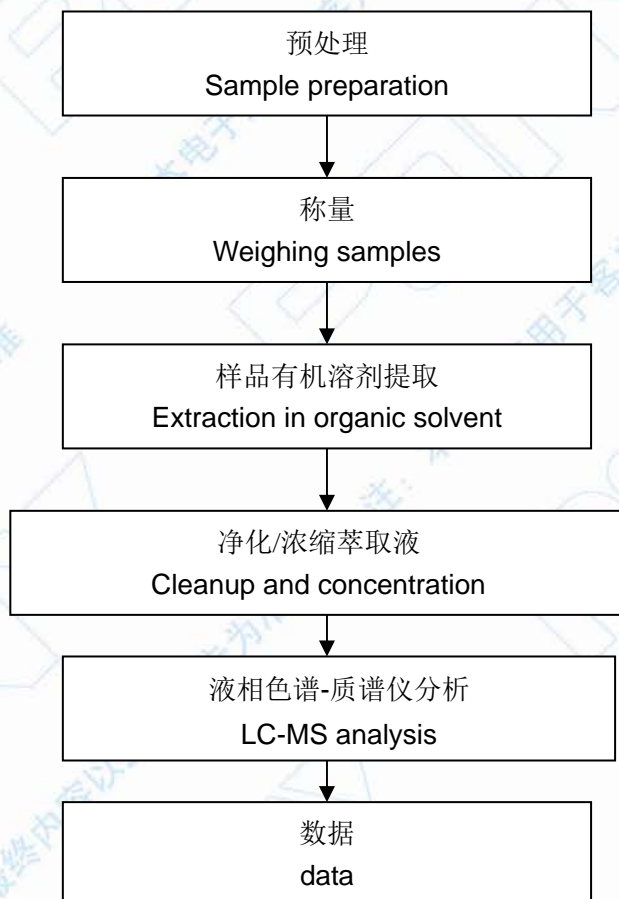 预处理
Sample preparation
称量
Weighing samples
样品有机溶剂提取
Extraction in organic solvent
净化/浓缩萃取液
Cleanup and concentration
液相色谱-质谱仪分析
LC-MS analysis
数据
data